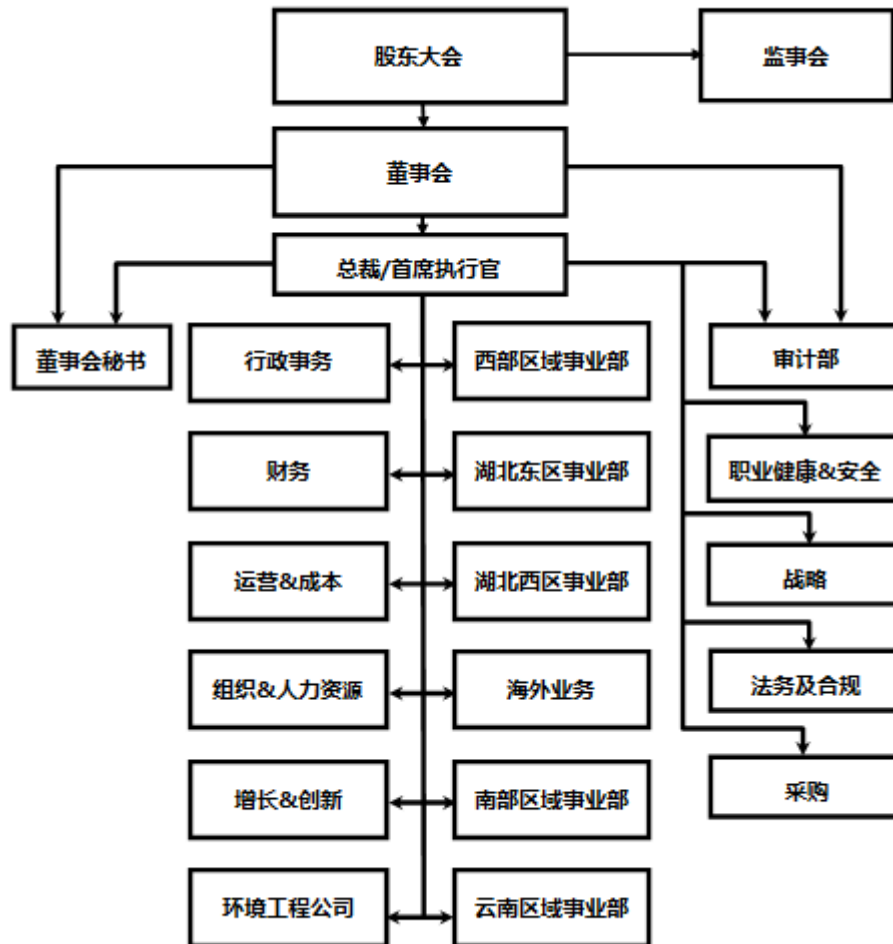 股东大会
监事会
董事会
总裁/首席执行官
董事会秘书
行政事务
西部区域事业部
审计部
财务
湖北东区事业部
职业健康&安全
运营&成本
湖北西区事业部
战略
组织&人力资源
海外业务
法务及合规
增长&创新
南部区域事业部
采购
环境工程公司
云南区域事业部